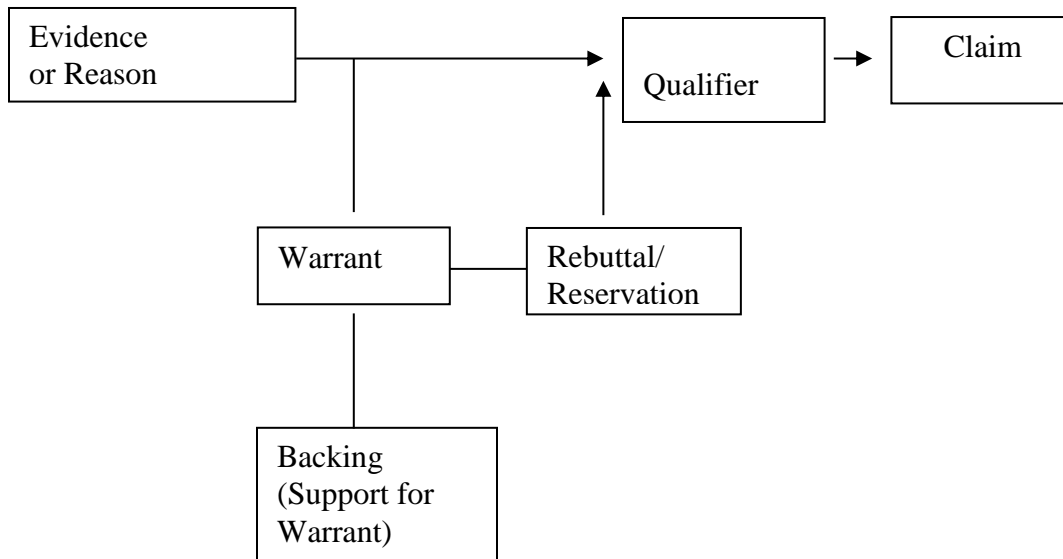 Evidence
or Reason
Qualifier
Claim
Warrant
Rebuttal/
Reservation
Backing
(Support for
Warrant)